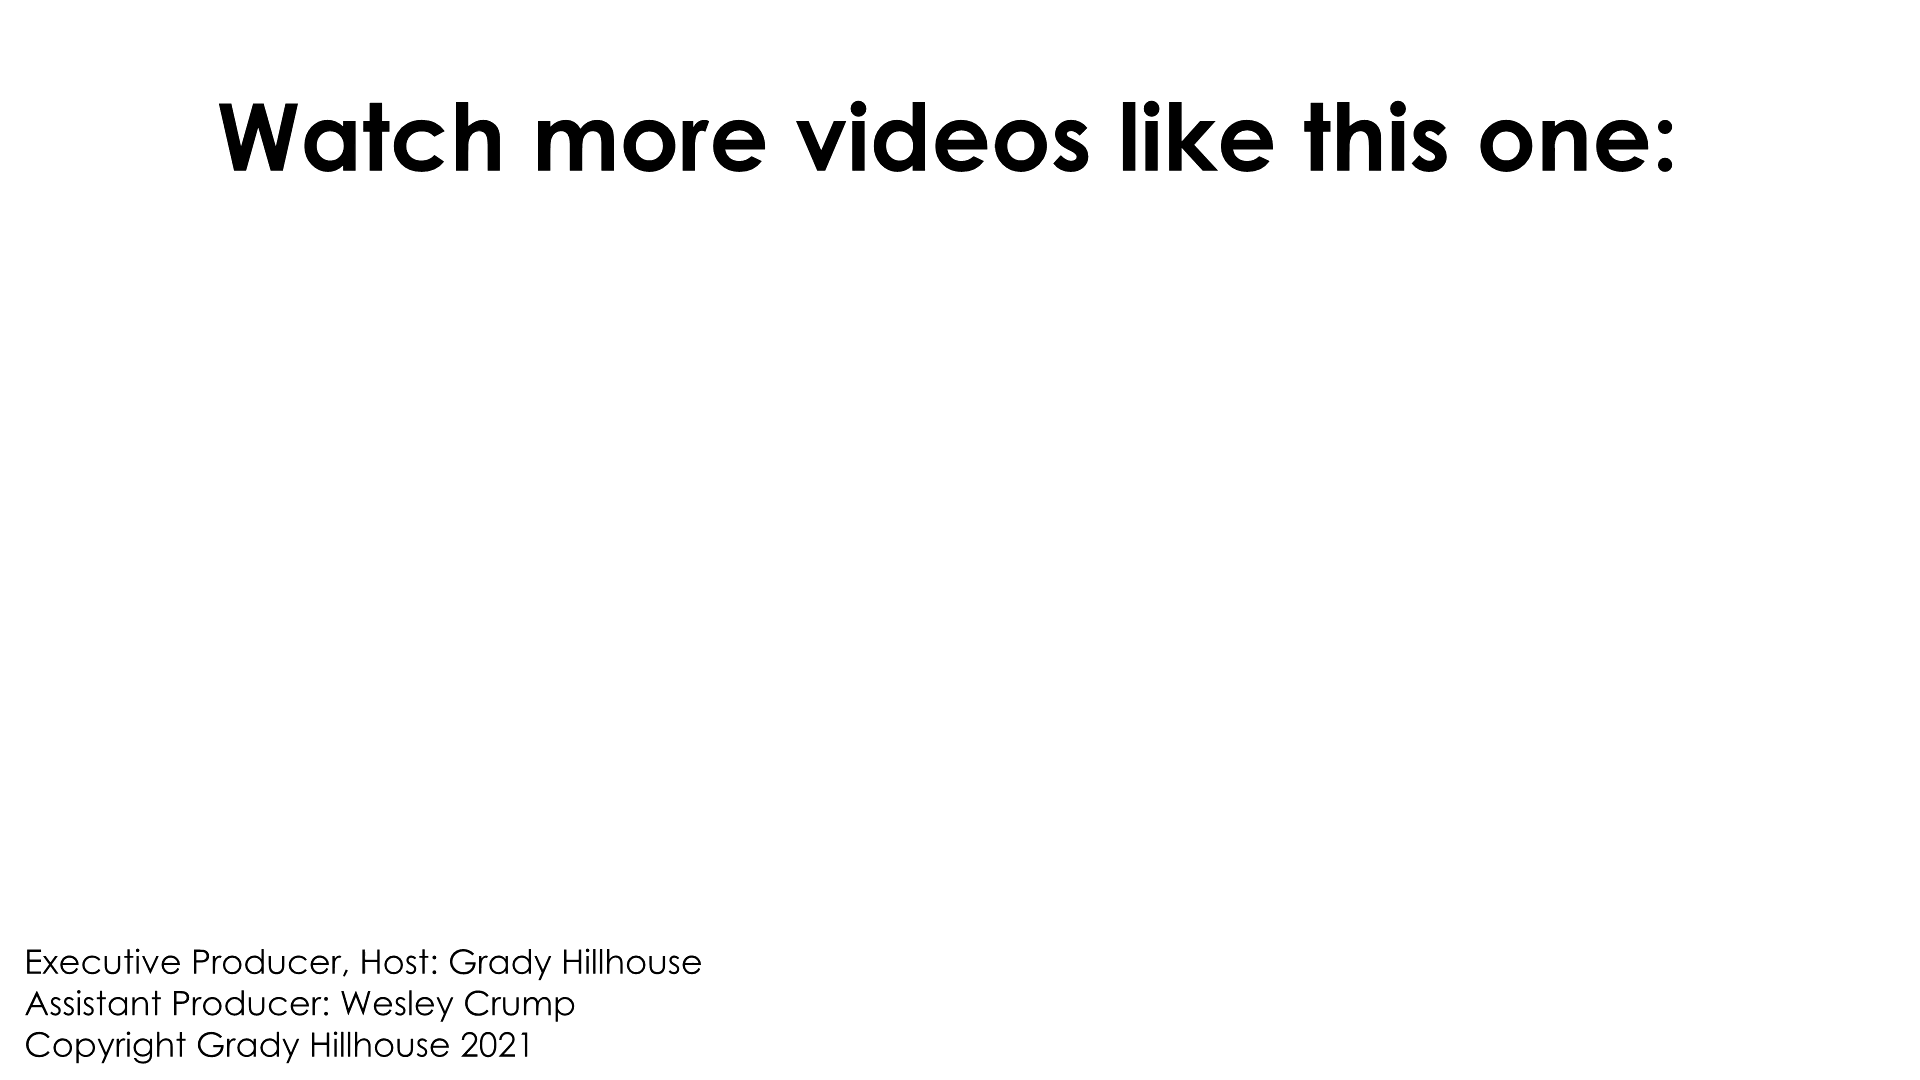 Watch more videos like this one:
Executive Producer, Host: Grady Hillhouse
Assistant Producer: Wesley Crump
Copyright Grady Hillhouse 2021